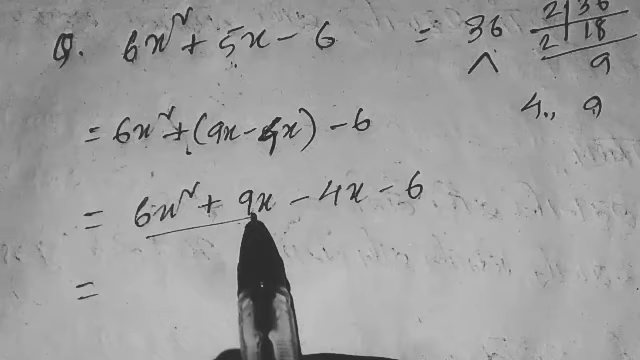 Q. 6x² + 5x - 6 = 36
2|36
2|18
9
4, 9
= 6x² + (9x - 4x) - 6
= 6x² + 9x - 4x - 6
=